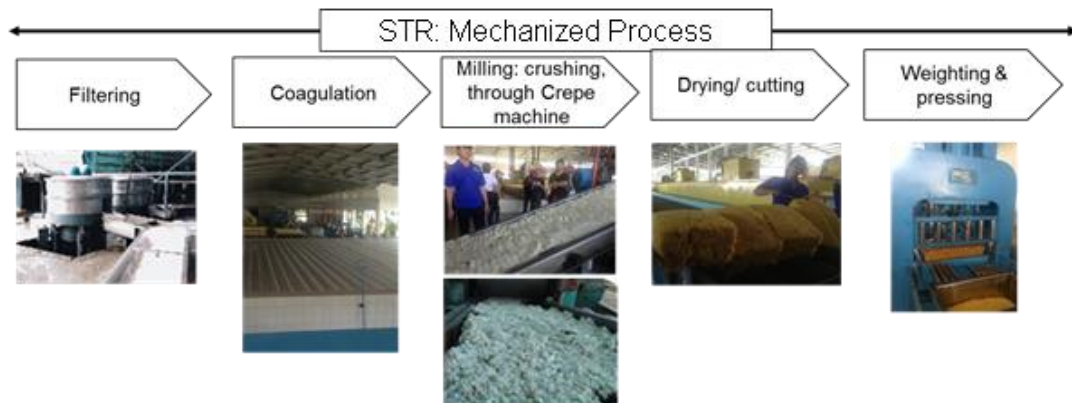 STR: Mechanized Process
Filtering
Coagulation
Milling: crushing,
through Crepe
machine
Drying/ cutting
Weighting &
pressing